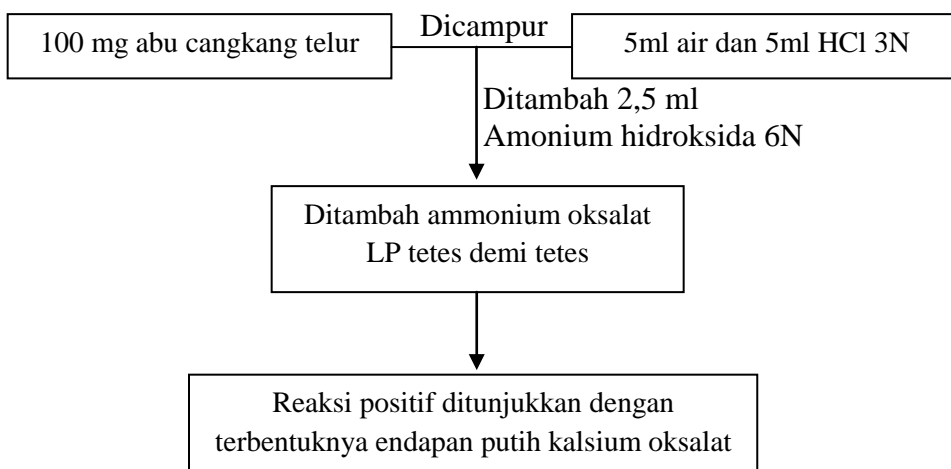 100 mg abu cangkang telur
Dicampur
5ml air dan 5ml HCl 3N
Ditambah 2,5 ml
Amonium hidroksida 6N
Ditambah ammonium oksalat
LP tetes demi tetes
Reaksi positif ditunjukkan dengan
terbentuknya endapan putih kalsium oksalat